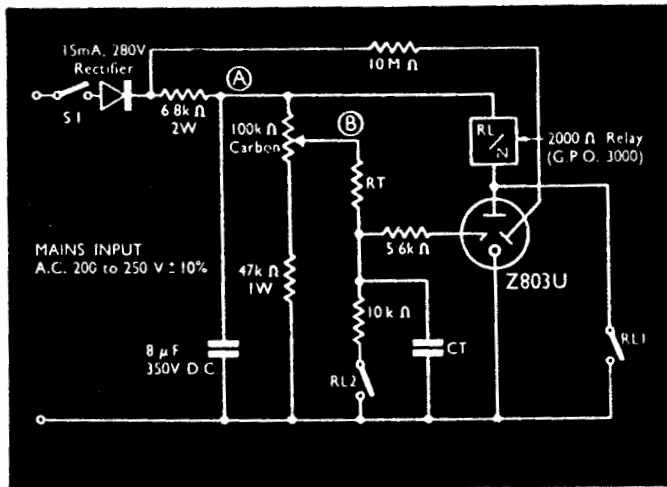 15mA, 280V
Rectifier
S1
6.8k Ω
2W
A
10M Ω
100k Ω
Carbon
B
RL
N
2000 Ω Relay
(G.P.O. 3000)
RT
MAINS INPUT
A.C. 200 to 250 V ± 10%
47k Ω
1W
5.6k Ω
Z803U
10k Ω
8 μF
350V D.C.
RL2
CT
RL1